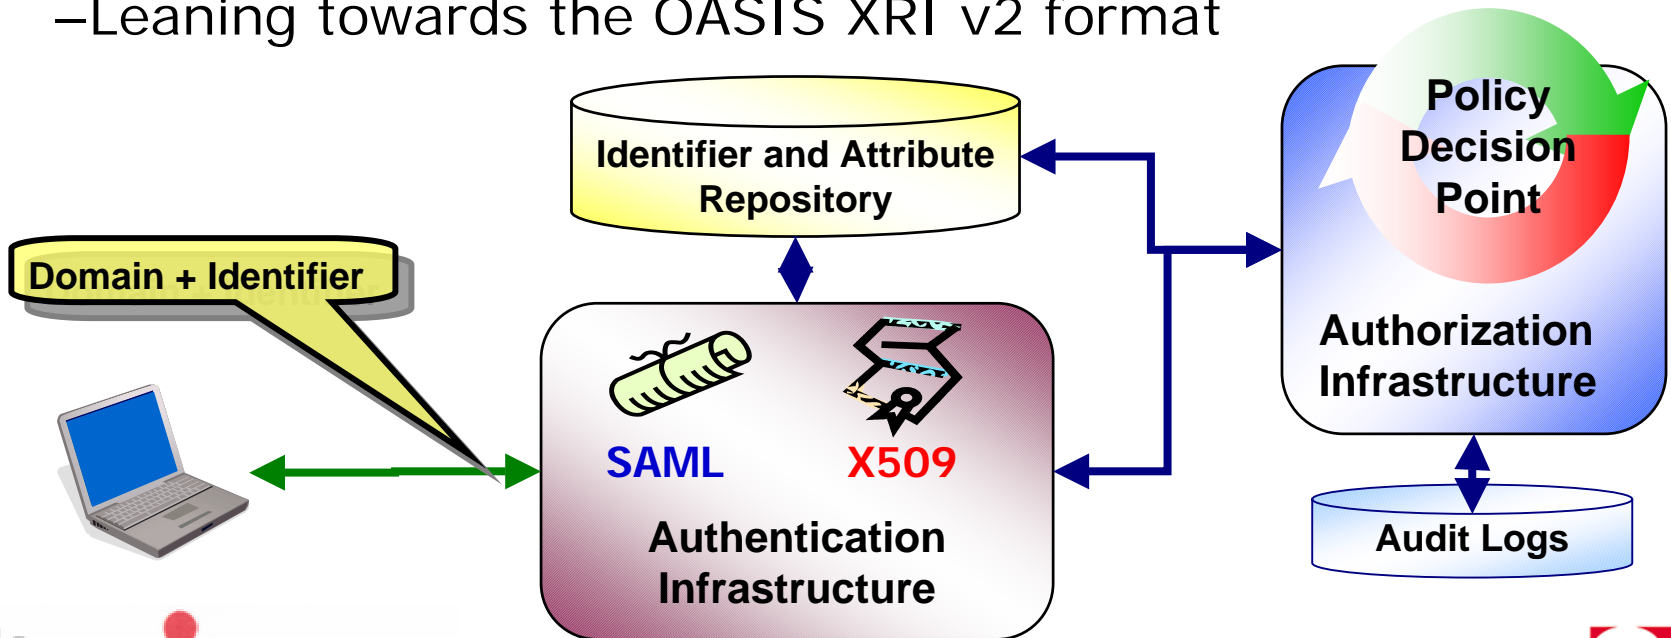 –Leaning towards the OASIS XRI v2 format
Policy
Decision
Point
Identifier and Attribute
Repository
Domain + Identifier
Authorization
Infrastructure
SAML
X509
Authentication
Infrastructure
Audit Logs